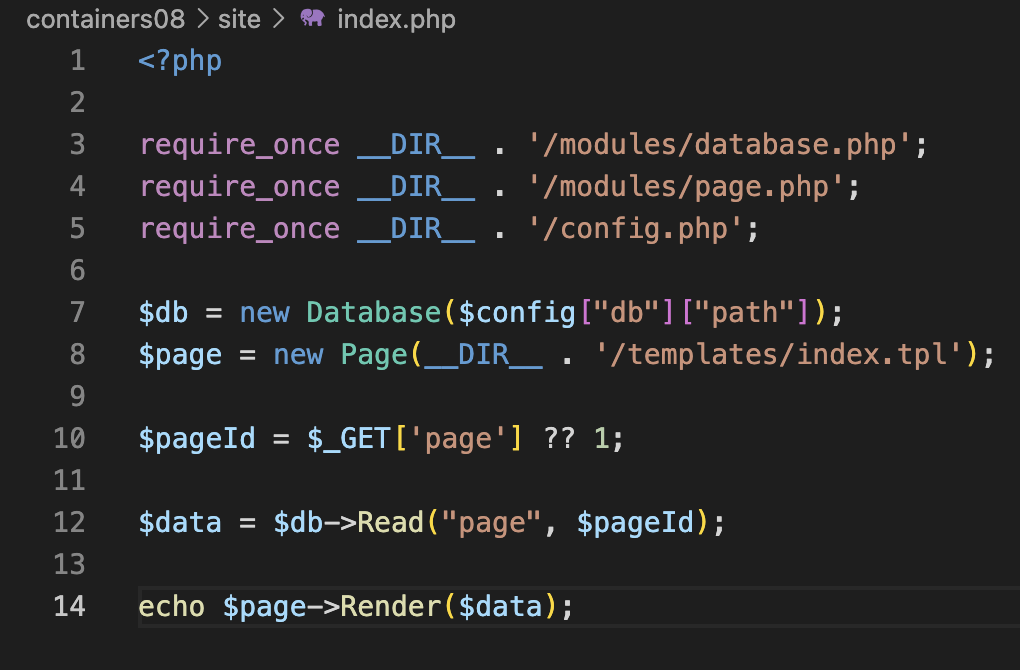 containers08 > site > index.php
1 <?php
2
3 require_once __DIR__ . '/modules/database.php';
4 require_once __DIR__ . '/modules/page.php';
5 require_once __DIR__ . '/config.php';
6
7 $db = new Database($config["db"]["path"]);
8 $page = new Page(__DIR__ . '/templates/index.tpl');
9
10 $pageId = $_GET['page'] ?? 1;
11
12 $data = $db->Read("page", $pageId);
13
14 echo $page->Render($data);